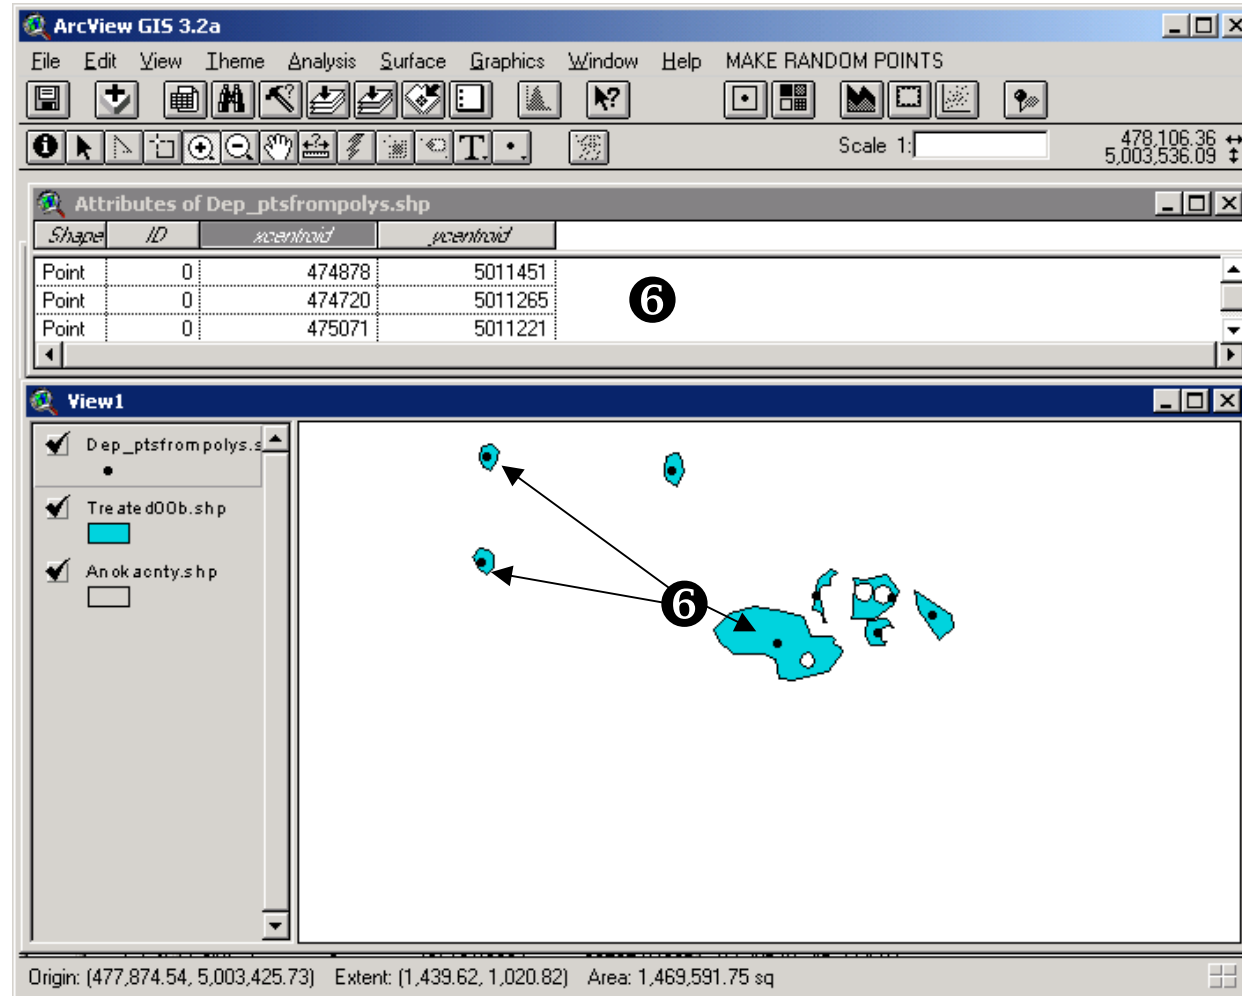 ArcView GIS 3.2a
File Edit View Theme Analysis Surface Graphics Window Help MAKE RANDOM POINTS
Scale 1:
478,106.36
5,003,536.09
Attributes of Dep_ptsfrompolys.shp
Shape ID xcentroid ycentroid
Point 0 474878 5011451
Point 0 474720 5011265
Point 0 475071 5011221
6
View1
Dep_ptsfrompolys.s
Treated00b.shp
Anokacnty.shp
6
Origin: (477,874.54, 5,003,425.73) Extent: (1,439.62, 1,020.82) Area: 1,469,591.75 sq